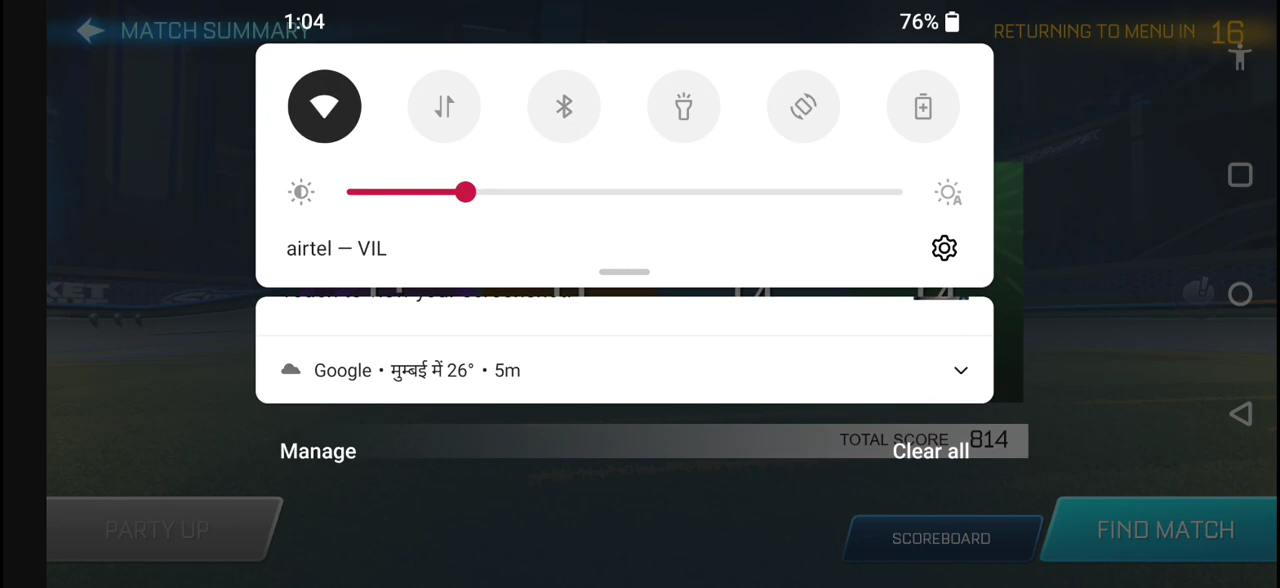 1:04
76%
MATCH SUMMARY
RETURNING TO MENU IN 16
airtel — VIL
Google • मुम्बई में 26° • 5m
TOTAL SCORE 814
Manage
Clear all
PARTY UP
SCOREBOARD
FIND MATCH